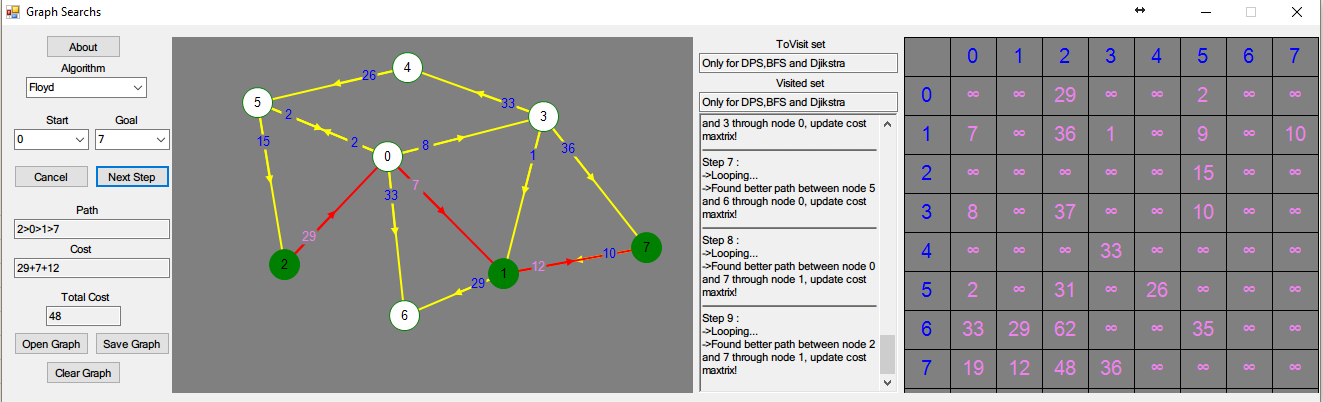 Graph Searchs
About
Algorithm
Floyd
Start Goal
0 7
Cancel Next Step
Path
2>0>1>7
Cost
29+7+12
Total Cost
48
Open Graph Save Graph
Clear Graph
4
26
5
33
2
3
15
2
8
0
1
36
7
33
29
10
7
2
12
1
29
6
ToVisit set
Only for DPS,BFS and Djikstra
Visited set
Only for DPS,BFS and Djikstra
and 3 through node 0, update cost
maxtrix!
Step 7 :
->Looping...
->Found better path between node 5
and 6 through node 0, update cost
maxtrix!
Step 8 :
->Looping...
->Found better path between node 0
and 7 through node 1, update cost
maxtrix!
Step 9 :
->Looping...
->Found better path between node 2
and 7 through node 1, update cost
maxtrix!
0 1 2 3 4 5 6 7
0 ∞ ∞ 29 ∞ ∞ 2 ∞ ∞
1 7 ∞ 36 1 ∞ 9 ∞ 10
2 ∞ ∞ ∞ ∞ ∞ 15 ∞ ∞
3 8 ∞ 37 ∞ ∞ 10 ∞ ∞
4 ∞ ∞ ∞ 33 ∞ ∞ ∞ ∞
5 2 ∞ 31 ∞ 26 ∞ ∞ ∞
6 33 29 62 ∞ ∞ 35 ∞ ∞
7 19 12 48 36 ∞ ∞ ∞ ∞